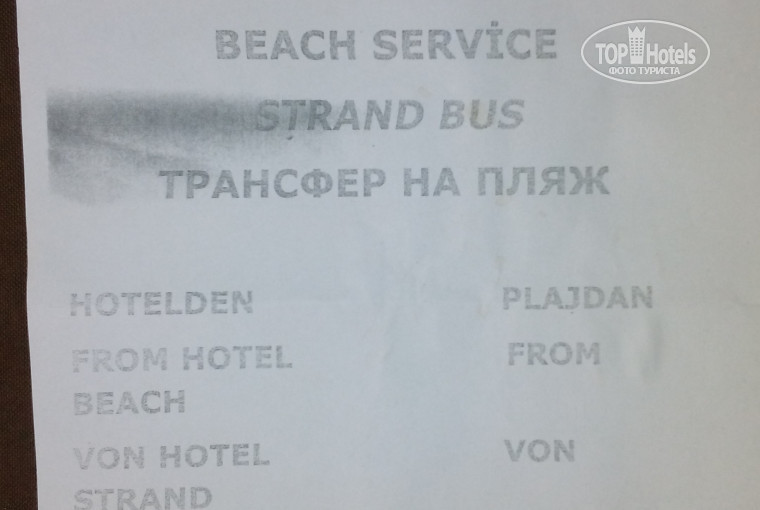 BEACH SERVİCE
TOP Hotels
ФОТО ТУРИСТА
STRAND BUS
ТРАНСФЕР НА ПЛЯЖ
HOTELDEN PLAJDAN
FROM HOTEL FROM
BEACH
VON HOTEL VON
STRAND